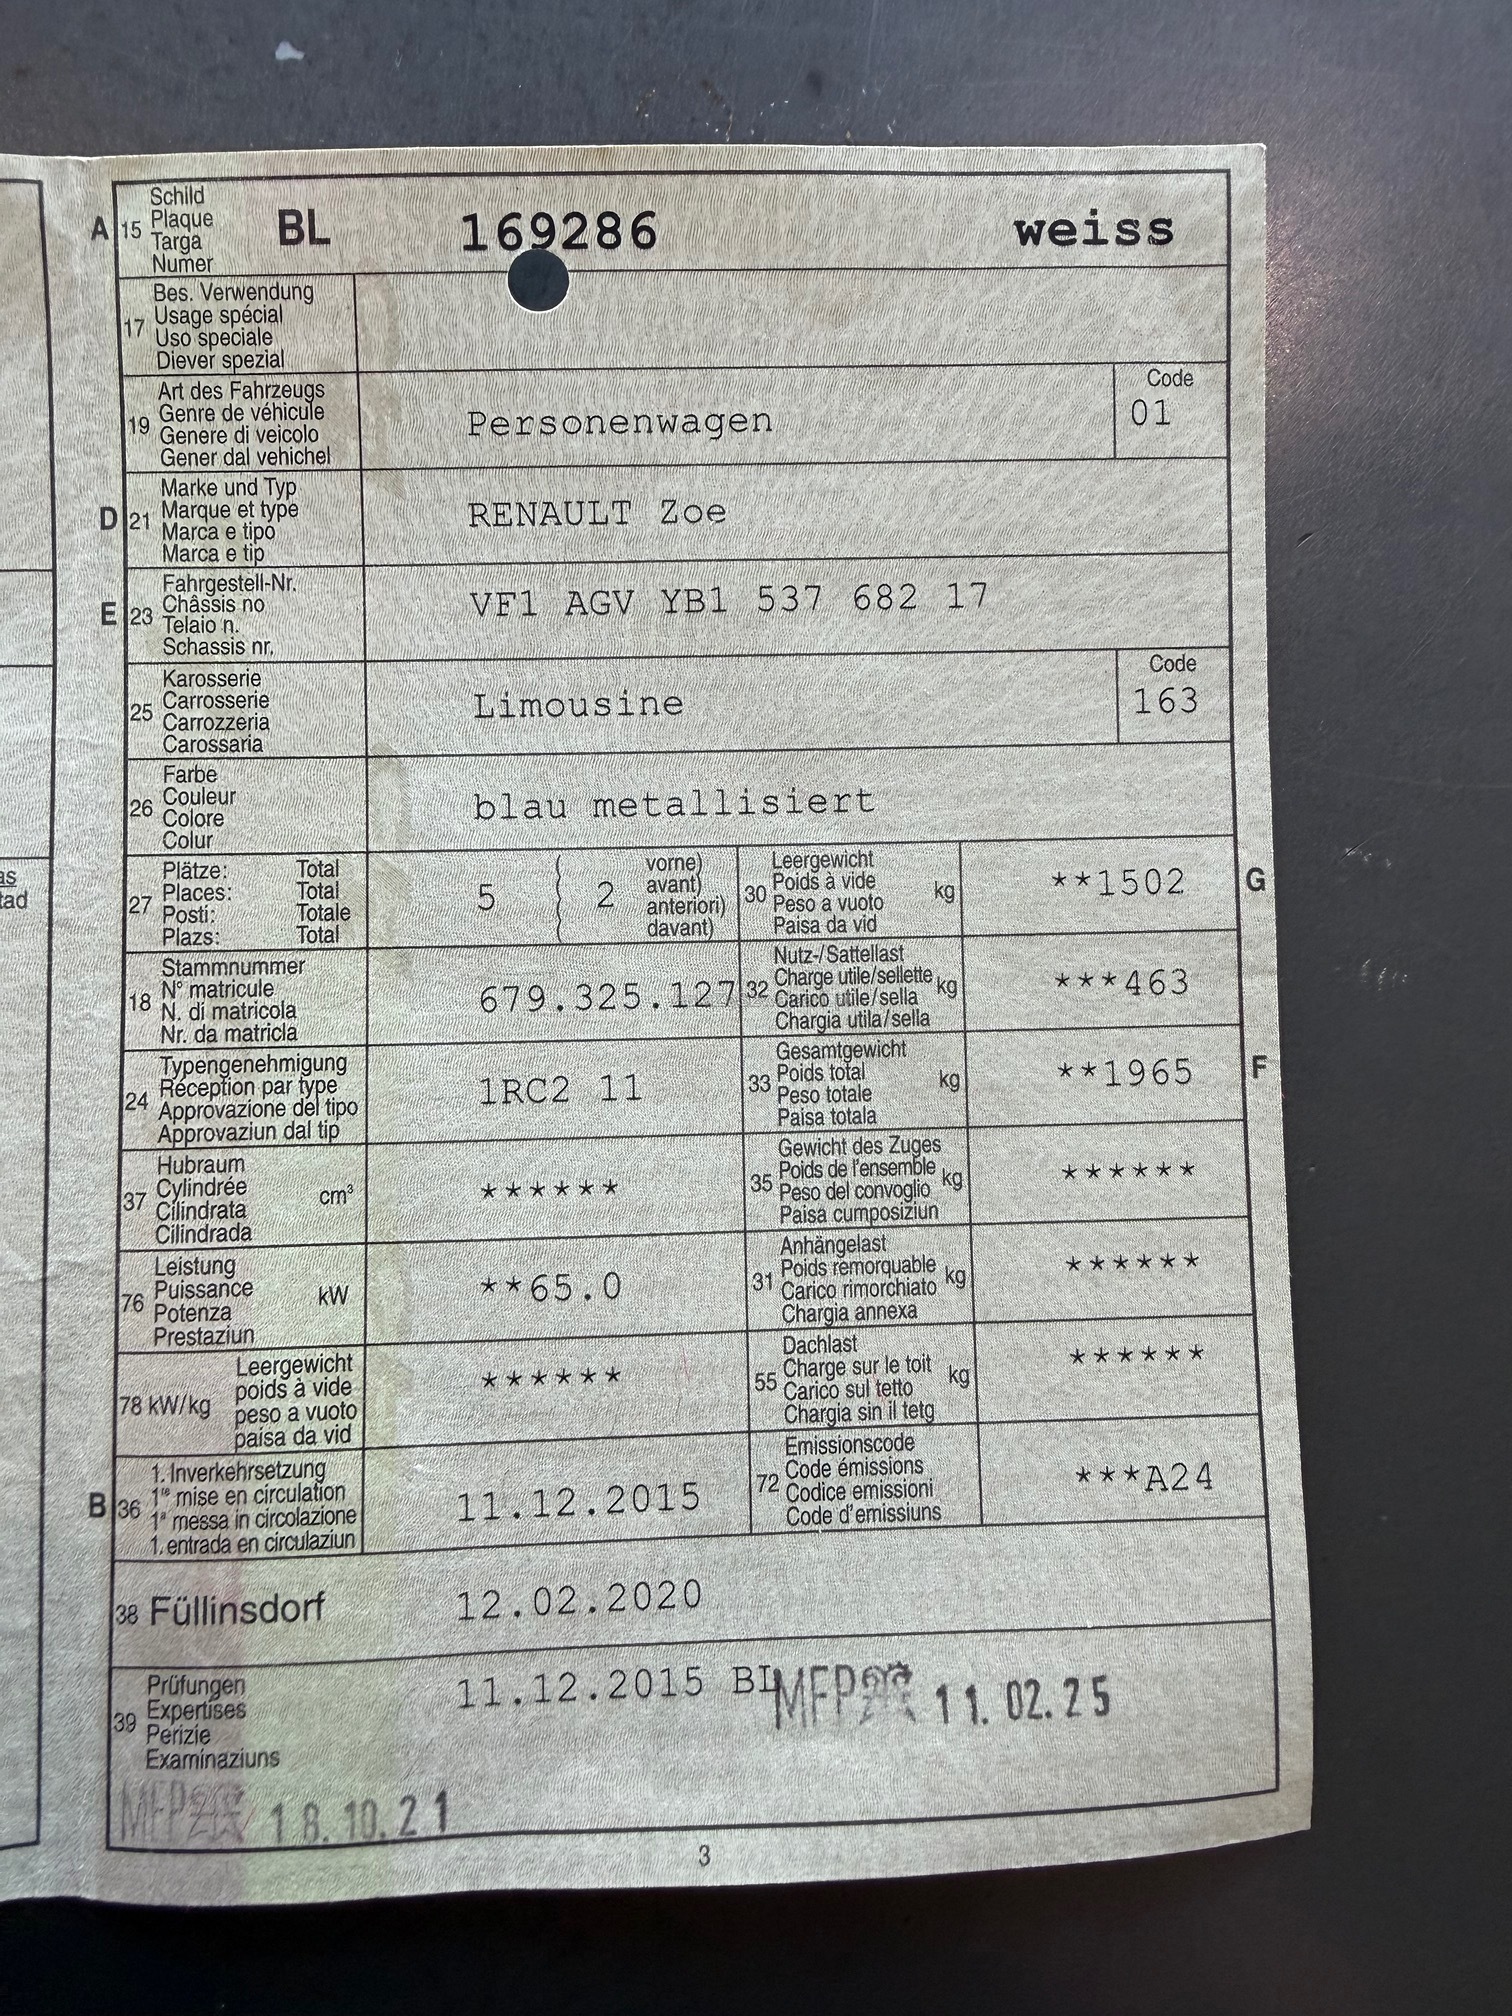 A 15 Schild
Plaque
Targa
Numer
BL 169286 weiss
17 Bes. Verwendung
Usage spécial
Uso speciale
Diever spezial
19 Art des Fahrzeugs
Genre de véhicule
Genere di veicolo
Gener dal vehichel
Personenwagen
Code
01
D 21 Marke und Typ
Marque et type
Marca e tipo
Marca e tip
RENAULT Zoe
E 23 Fahrgestell-Nr.
Châssis no
Telaio n.
Schassis nr.
VF1 AGV YB1 537 682 17
25 Karosserie
Carrosserie
Carrozzeria
Carossaria
Limousine
Code
163
26 Farbe
Couleur
Colore
Colur
blau metallisiert
27 Plätze: Total
Places: Total
Posti: Totale
Plazs: Total
5 ( 2 vorne)
avant)
anteriori)
davant)
30 Leergewicht
Poids à vide
Peso a vuoto
Paisa da vid
kg
**1502
G
18 Stammnummer
N° matricule
N. di matricola
Nr. da matricla
679.325.127
32 Nutz-/Sattellast
Charge utile/sellette
Carico utile/sella
Chargia utila/sella
kg
***463
24 Typengenehmigung
Réception par type
Approvazione del tipo
Approvaziun dal tip
1RC2 11
33 Gesamtgewicht
Poids total
Peso totale
Paisa totala
kg
**1965
F
37 Hubraum
Cylindrée
Cilindrata
Cilindrada
cm³
******
35 Gewicht des Zuges
Poids de l'ensemble
Peso del convoglio
Paisa cumposiziun
kg
******
76 Leistung
Puissance
Potenza
Prestaziun
kW
**65.0
31 Anhängelast
Poids remorquable
Carico rimorchiato
Chargia annexa
kg
******
78 kW/kg
Leergewicht
poids à vide
peso a vuoto
paisa da vid
******
55 Dachlast
Charge sur le toit
Carico sul tetto
Chargia sin il tetg
kg
******
B 36 1. Inverkehrsetzung
1re mise en circulation
1a messa in circolazione
1. entrada en circulaziun
11.12.2015
72 Emissionscode
Code émissions
Codice emissioni
Code d'emissiuns
***A24
38 Füllinsdorf 12.02.2020
39 Prüfungen
Expertises
Perizie
Examinaziuns
11.12.2015 BL
MFP 11.02.25
MFP 18.10.21
3